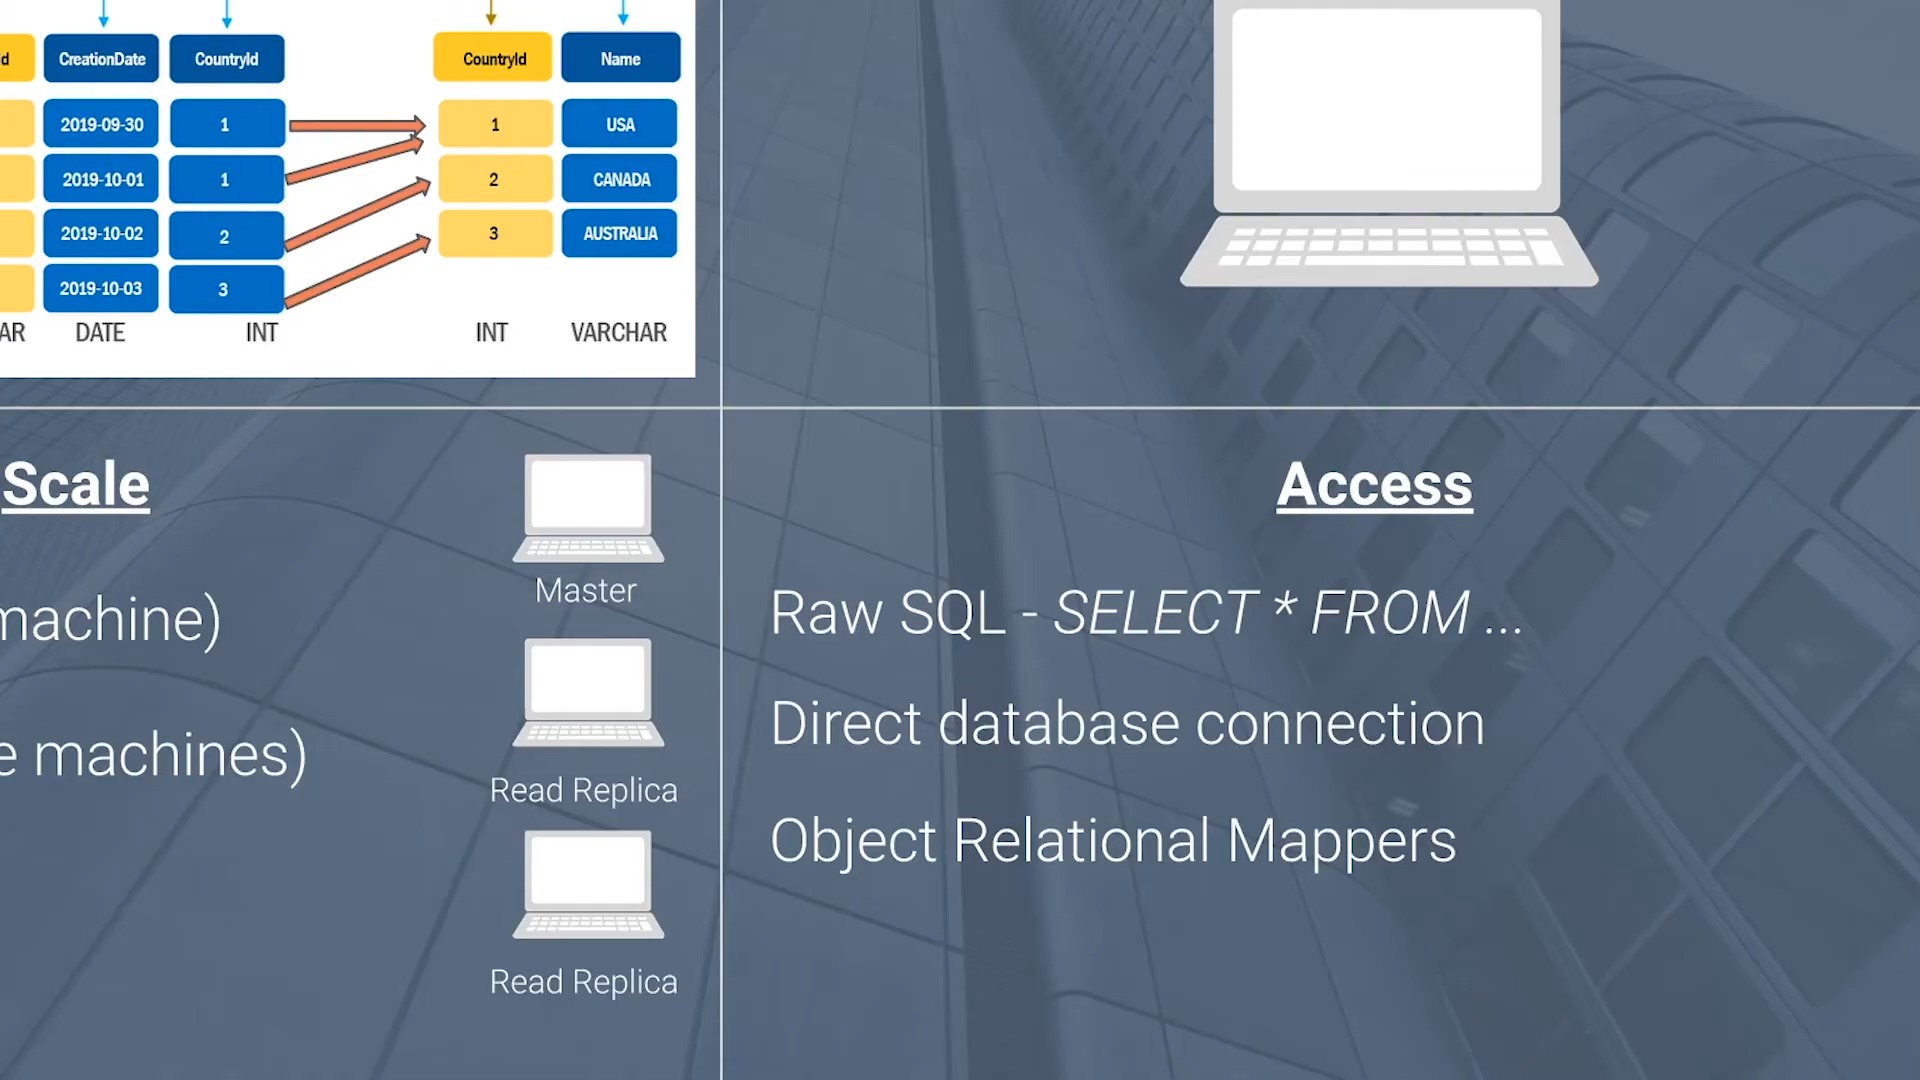 d CreationDate CountryId CountryId Name
2019-09-30 1 1 USA
2019-10-01 1 2 CANADA
2019-10-02 2 3 AUSTRALIA
2019-10-03 3
AR DATE INT INT VARCHAR
Scale
machine)
e machines)
Master
Read Replica
Read Replica
Access
Raw SQL - SELECT * FROM ...
Direct database connection
Object Relational Mappers